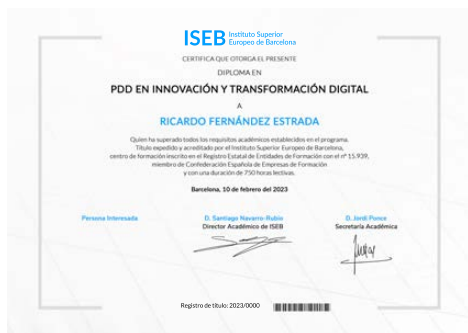 ISEB Instituto Superior
Europeo de Barcelona
CERTIFICA QUE OTORGA EL PRESENTE
DIPLOMA EN
PDD EN INNOVACIÓN Y TRANSFORMACIÓN DIGITAL
A
RICARDO FERNÁNDEZ ESTRADA
Quien ha superado todos los requisitos académicos establecidos en el programa.
Título expedido y acreditado por el Instituto Superior Europeo de Barcelona,
centro de formación inscrito en el Registro Estatal de Entidades de Formación con el nº 15.939,
miembro de Confederación Española de Empresas de Formación
y con una duración de 750 horas lectivas.
Barcelona, 10 de febrero del 2023
Persona Interesada
D. Santiago Navarro-Rubio
Director Académico de ISEB
D. Jordi Ponce
Secretaría Académica
Registro de título: 2023/0000